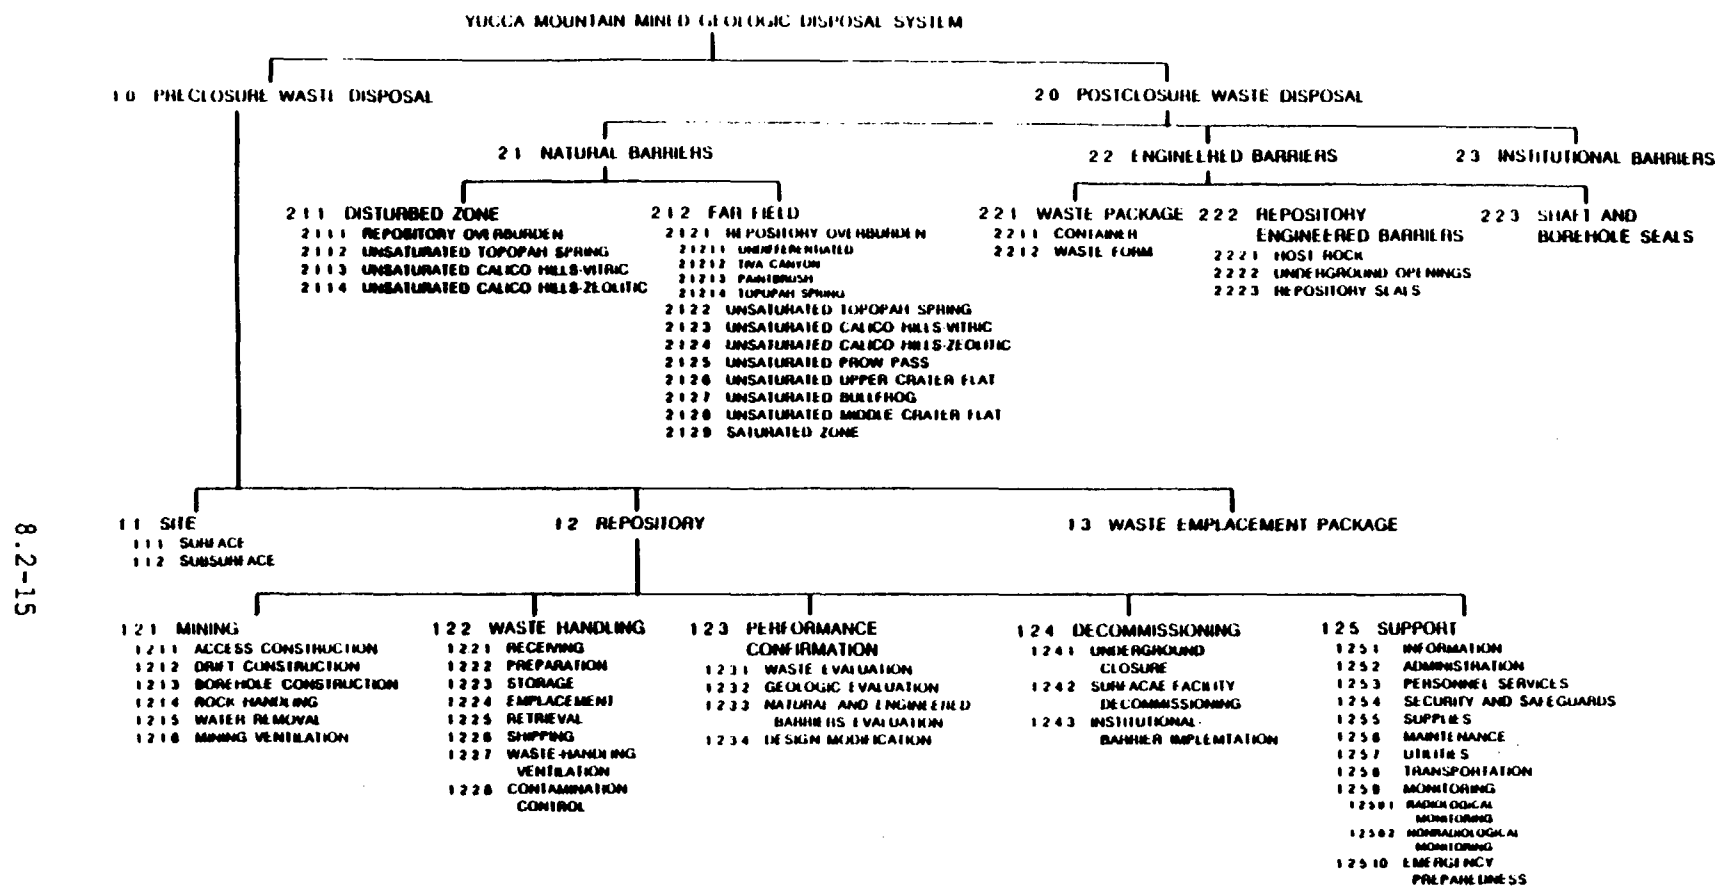 YUCCA MOUNTAIN MINED GEOLOGIC DISPOSAL SYSTEM
1 0 PRECLOSURE WASTE DISPOSAL
2 0 POSTCLOSURE WASTE DISPOSAL
2 1 NATURAL BARRIERS
2 2 ENGINEERED BARRIERS
2 3 INSTITUTIONAL BARRIERS
2 1 1 DISTURBED ZONE
2 1 1 1 REPOSITORY OVERBURDEN
2 1 1 2 UNSATURATED TOPOPAH SPRING
2 1 1 3 UNSATURATED CALICO HILLS-VITRIC
2 1 1 4 UNSATURATED CALICO HILLS-ZEOLITIC
2 1 2 FAR FIELD
2 1 2 1 REPOSITORY OVERBURDEN
2 1 2 1 1 UNDIFFERENTIATED
2 1 2 1 2 TIVA CANYON
2 1 2 1 3 PAINTBRUSH
2 1 2 1 4 TOPOPAH SPRING
2 1 2 2 UNSATURATED TOPOPAH SPRING
2 1 2 3 UNSATURATED CALICO HILLS-VITRIC
2 1 2 4 UNSATURATED CALICO HILLS-ZEOLITIC
2 1 2 5 UNSATURATED PROW PASS
2 1 2 6 UNSATURATED UPPER CRATER FLAT
2 1 2 7 UNSATURATED BULLFROG
2 1 2 8 UNSATURATED MIDDLE CRATER FLAT
2 1 2 9 SATURATED ZONE
2 2 1 WASTE PACKAGE
2 2 1 1 CONTAINER
2 2 1 2 WASTE FORM
2 2 2 REPOSITORY
ENGINEERED BARRIERS
2 2 2 1 HOST ROCK
2 2 2 2 UNDERGROUND OPENINGS
2 2 2 3 REPOSITORY SEALS
2 2 3 SHAFT AND
BOREHOLE SEALS
1 1 SITE
1 1 1 SURFACE
1 1 2 SUBSURFACE
1 2 REPOSITORY
1 3 WASTE EMPLACEMENT PACKAGE
1 2 1 MINING
1 2 1 1 ACCESS CONSTRUCTION
1 2 1 2 DRIFT CONSTRUCTION
1 2 1 3 BOREHOLE CONSTRUCTION
1 2 1 4 ROCK HANDLING
1 2 1 5 WATER REMOVAL
1 2 1 6 MINING VENTILATION
1 2 2 WASTE HANDLING
1 2 2 1 RECEIVING
1 2 2 2 PREPARATION
1 2 2 3 STORAGE
1 2 2 4 EMPLACEMENT
1 2 2 5 RETRIEVAL
1 2 2 6 SHIPPING
1 2 2 7 WASTE-HANDLING
VENTILATION
1 2 2 8 CONTAMINATION
CONTROL
1 2 3 PERFORMANCE
CONFIRMATION
1 2 3 1 WASTE EVALUATION
1 2 3 2 GEOLOGIC EVALUATION
1 2 3 3 NATURAL AND ENGINEERED
BARRIERS EVALUATION
1 2 3 4 DESIGN MODIFICATION
1 2 4 DECOMMISSIONING
1 2 4 1 UNDERGROUND
CLOSURE
1 2 4 2 SURFACAE FACILITY
DECOMMISSIONING
1 2 4 3 INSTITUTIONAL-
BARRIER IMPLEMTATION
1 2 5 SUPPORT
1 2 5 1 INFORMATION
1 2 5 2 ADMINISTRATION
1 2 5 3 PERSONNEL SERVICES
1 2 5 4 SECURITY AND SAFEGUARDS
1 2 5 5 SUPPLIES
1 2 5 6 MAINTENANCE
1 2 5 7 UTILITIES
1 2 5 8 TRANSPORTATION
1 2 5 9 MONITORING
1 2 5 9 1 RADIOLOGICAL
MONITORING
1 2 5 9 2 NONRADIOLOGICAL
MONITORING
1 2 5 10 EMERGENCY
PREPAREDNESS
8.2-15